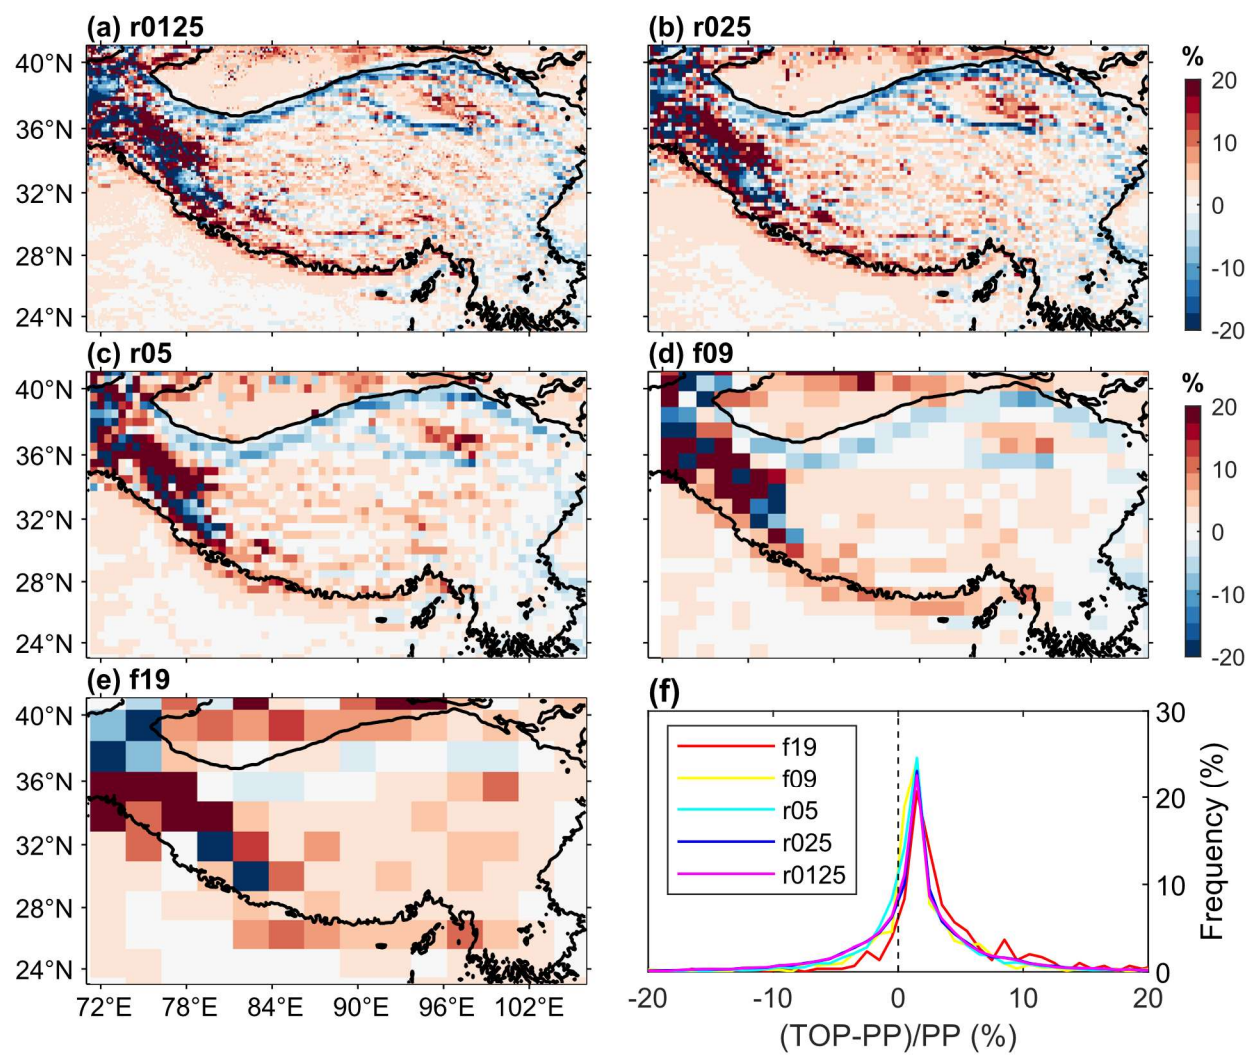 (a) r0125
(b) r025
40°N
36°N
32°N
28°N
24°N
%
20
10
0
-10
-20
(c) r05
(d) f09
40°N
36°N
32°N
28°N
24°N
%
20
10
0
-10
-20
(e) f19
40°N
36°N
32°N
28°N
24°N
72°E 78°E 84°E 90°E 96°E 102°E
(f)
f19
f09
r05
r025
r0125
30
20
10
0
Frequency (%)
-20 -10 0 10 20
(TOP-PP)/PP (%)